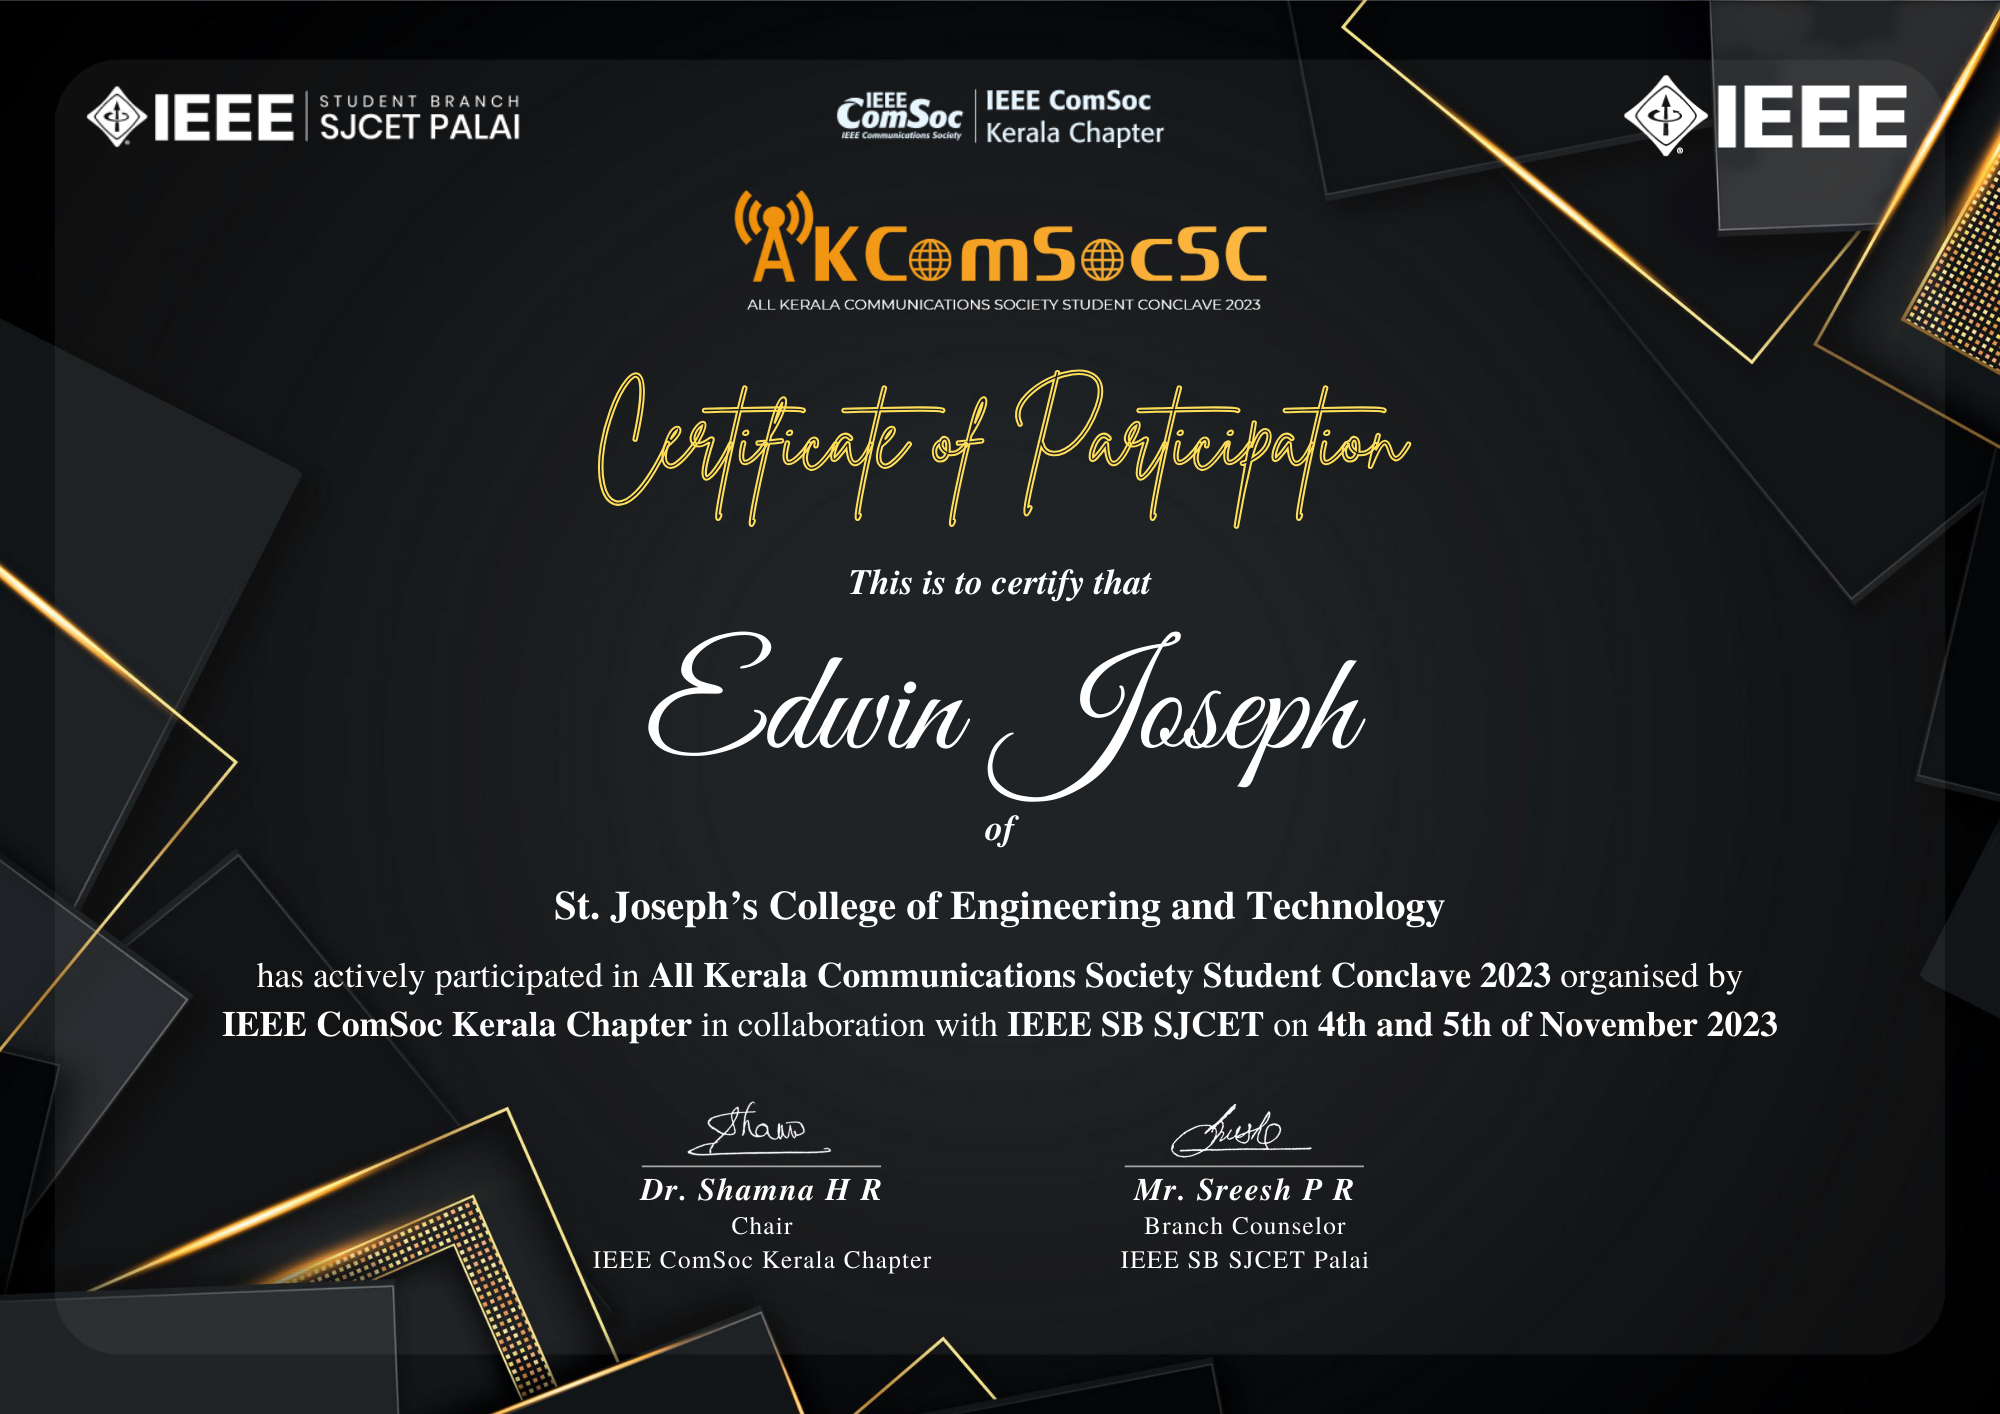 IEEE STUDENT BRANCH SJCET PALAI
IEEE ComSoc IEEE Communications Society IEEE ComSoc Kerala Chapter
IEEE
AKComSocSC
ALL KERALA COMMUNICATIONS SOCIETY STUDENT CONCLAVE 2023
Certificate of Participation
This is to certify that
Edwin Joseph
of
St. Joseph’s College of Engineering and Technology
has actively participated in All Kerala Communications Society Student Conclave 2023 organised by
IEEE ComSoc Kerala Chapter in collaboration with IEEE SB SJCET on 4th and 5th of November 2023
Dr. Shamna H R
Chair
IEEE ComSoc Kerala Chapter
Mr. Sreesh P R
Branch Counselor
IEEE SB SJCET Palai